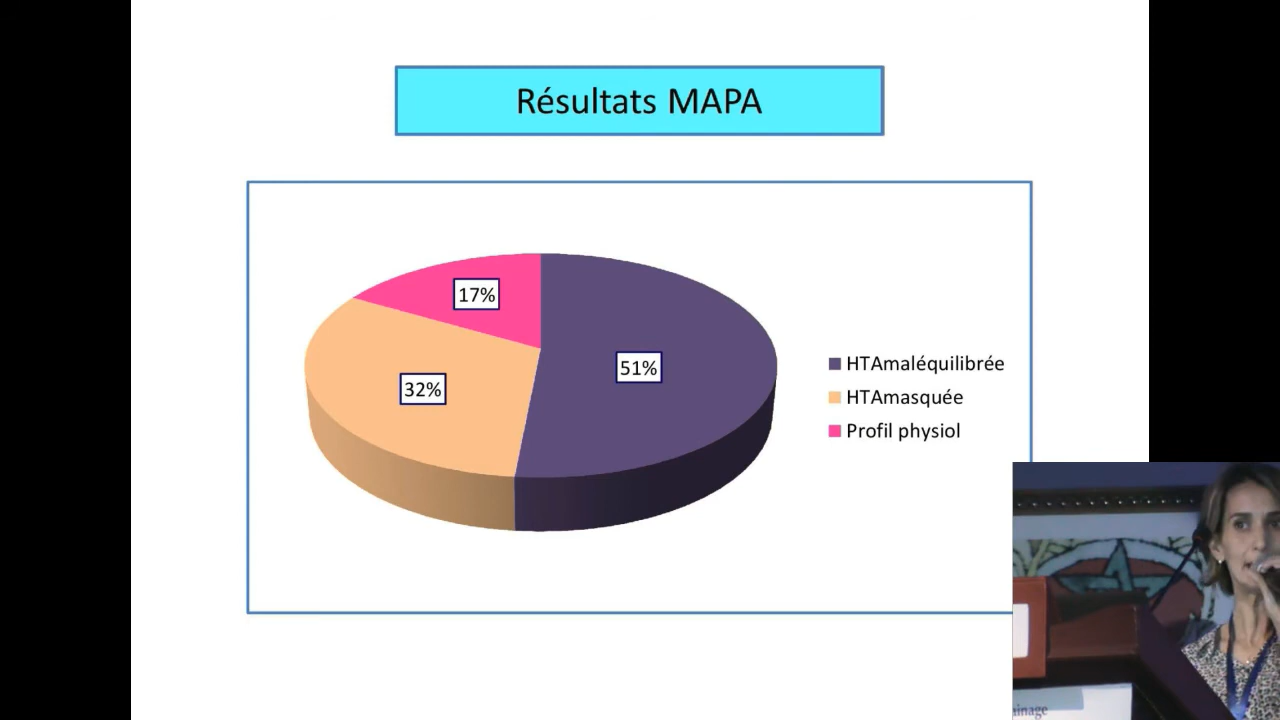 Résultats MAPA
17%
51%
32%
HTAmaléquilibrée
HTAmasquée
Profil physiol